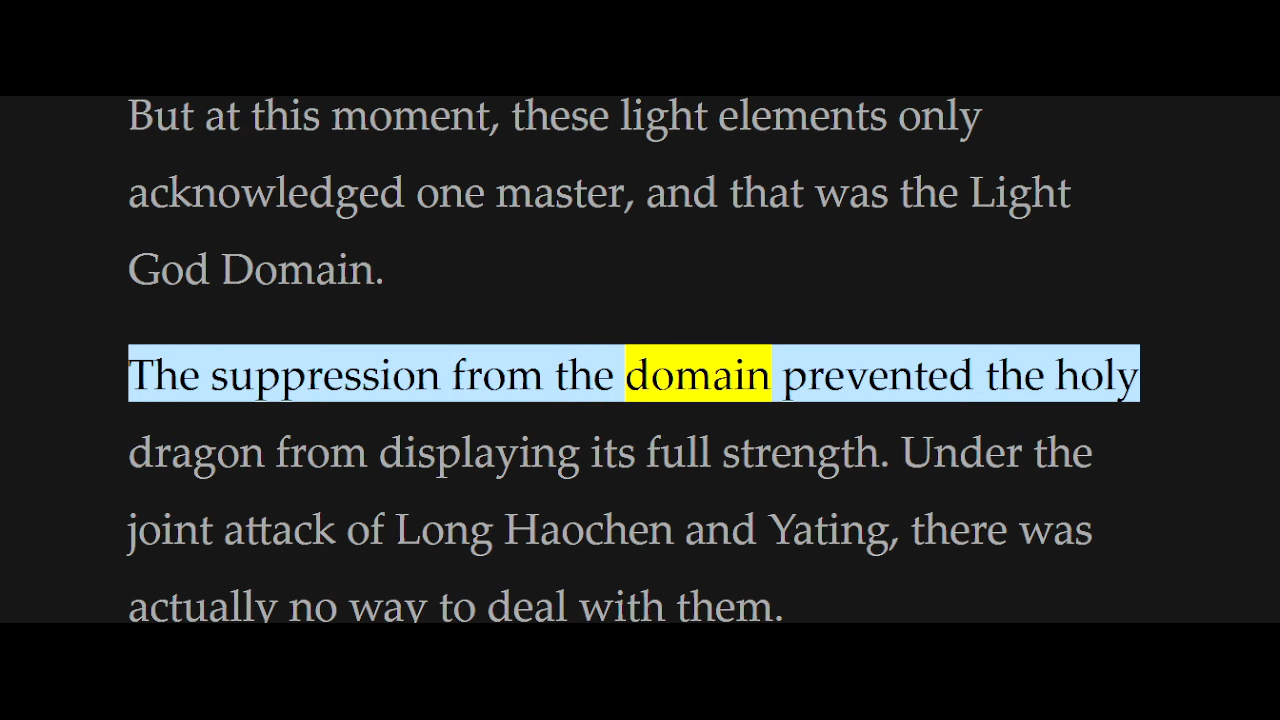 But at this moment, these light elements only
acknowledged one master, and that was the Light
God Domain.
The suppression from the domain prevented the holy
dragon from displaying its full strength. Under the
joint attack of Long Haochen and Yating, there was
actually no way to deal with them.